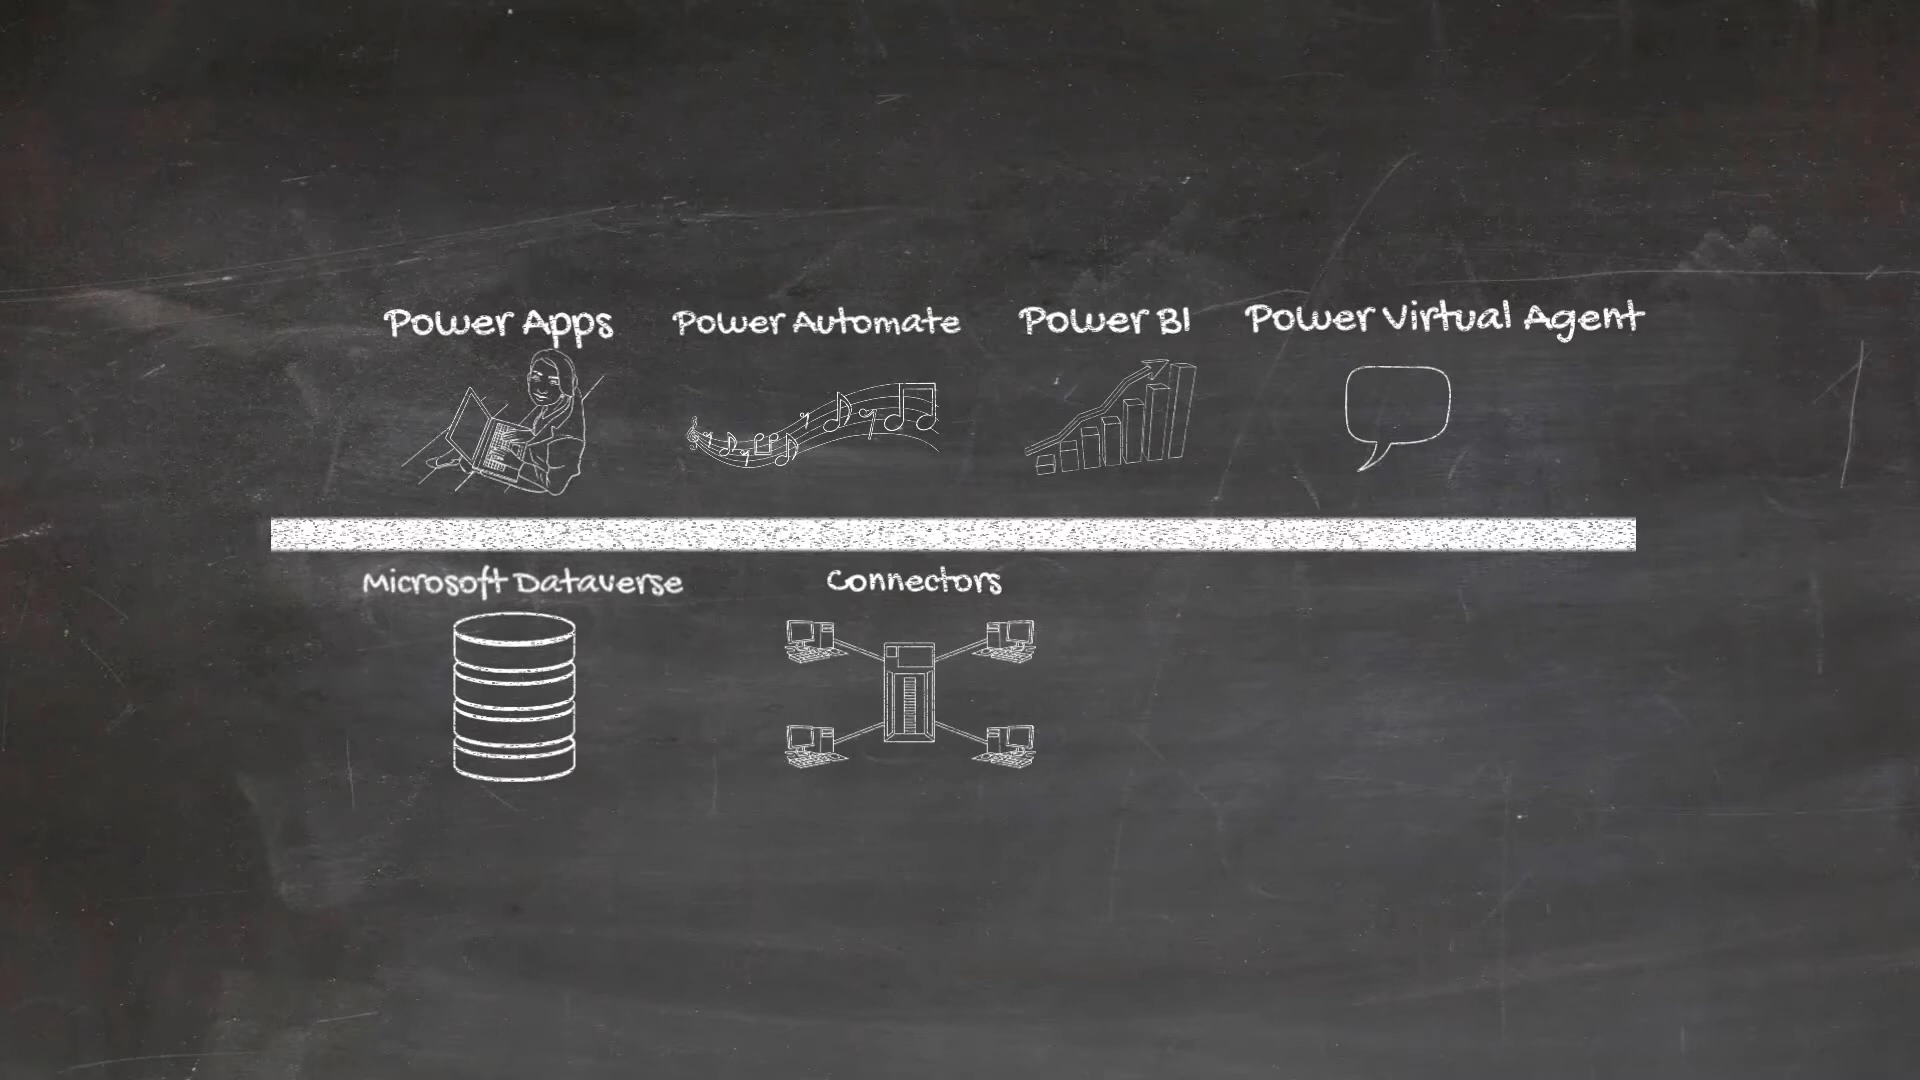 Power Apps
Power Automate
Power BI
Power Virtual Agent
Microsoft Dataverse
Connectors